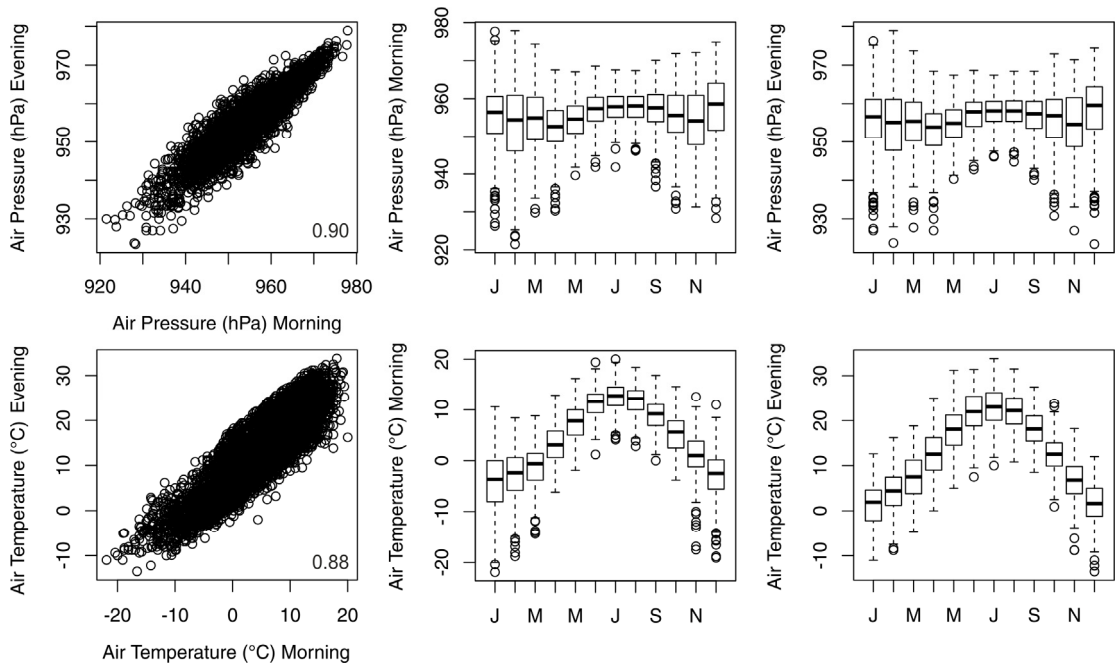 Air Pressure (hPa) Evening
970
950
930
0.90
920 940 960 980
Air Pressure (hPa) Morning
Air Pressure (hPa) Morning
980
960
940
920
J M M J S N
Air Pressure (hPa) Evening
970
950
930
J M M J S N
Air Temperature (°C) Evening
30
20
10
0
-10
0.88
-20 -10 0 10 20
Air Temperature (°C) Morning
Air Temperature (°C) Morning
20
10
0
-10
-20
J M M J S N
Air Temperature (°C) Evening
30
20
10
0
-10
J M M J S N